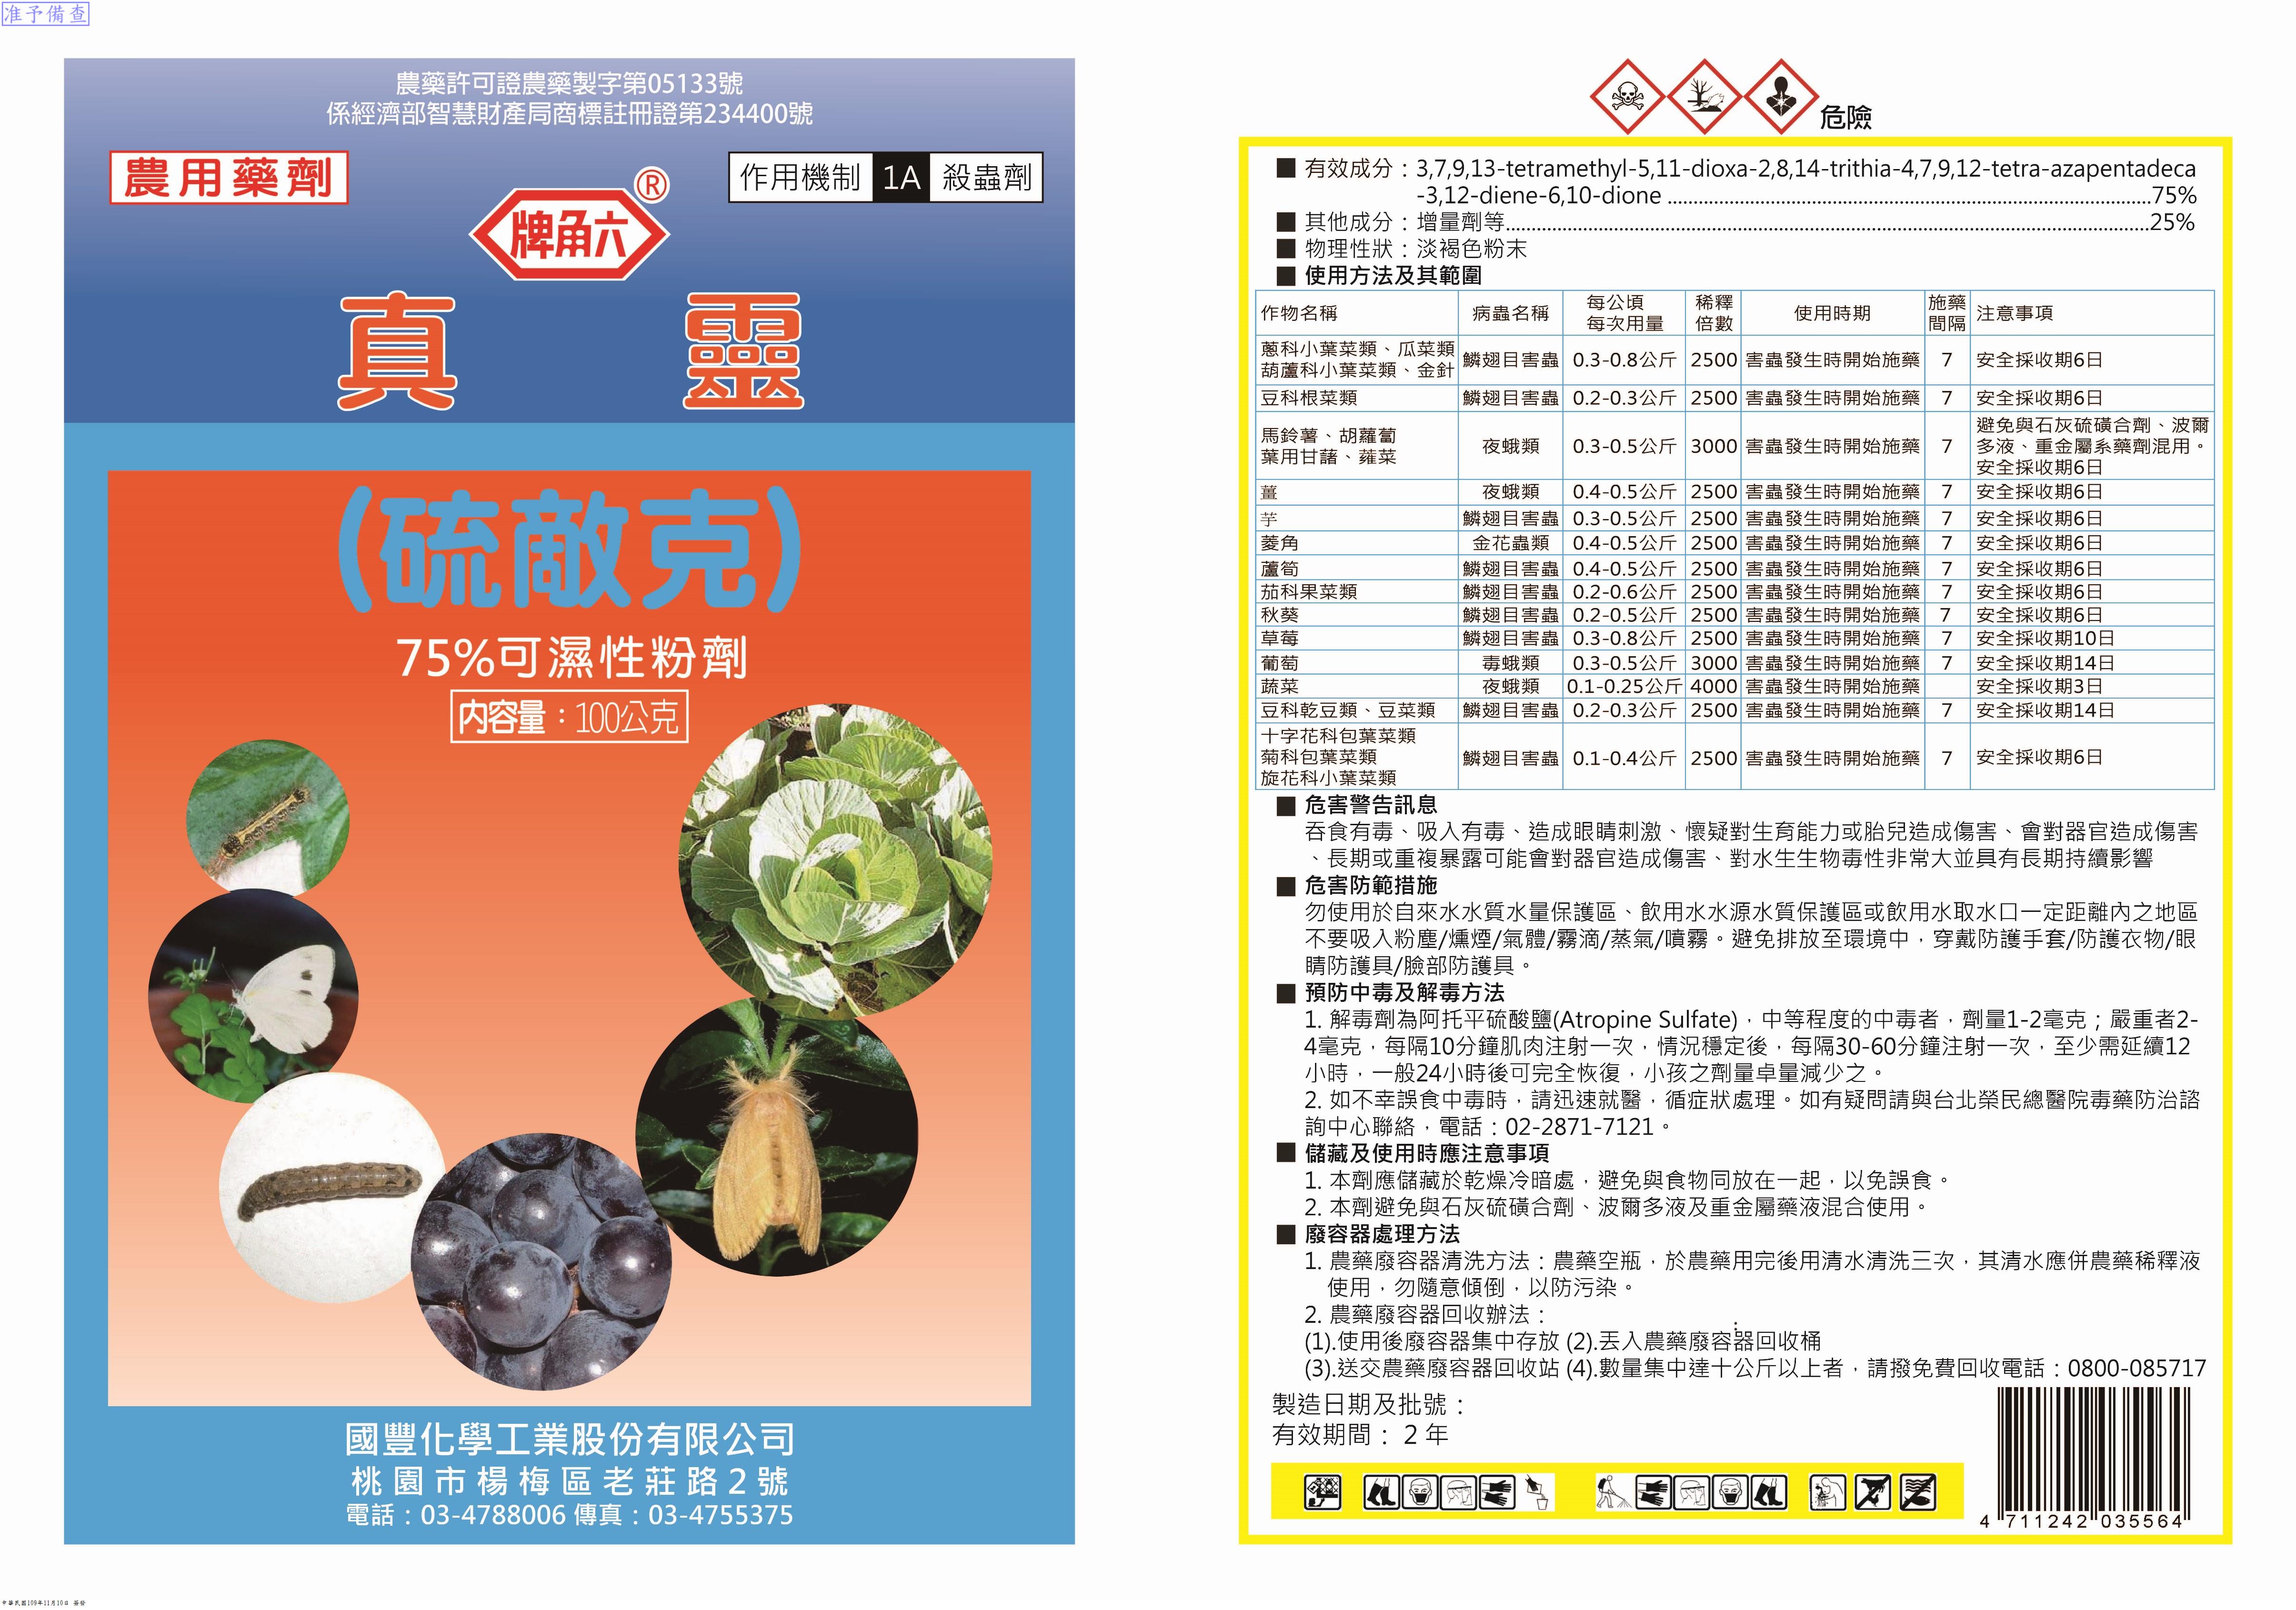 准予備查
農藥許可證農藥製字第05133號
係經濟部智慧財產局商標註冊證第234400號
農用藥劑
牌角六®
作用機制 1A 殺蟲劑
真 靈
(硫敵克)
75%可濕性粉劑
內容量：100公克
國豐化學工業股份有限公司
桃園市楊梅區老莊路2號
電話：03-4788006 傳真：03-4755375
危險
■ 有效成分：3,7,9,13-tetramethyl-5,11-dioxa-2,8,14-trithia-4,7,9,12-tetra-azapentadeca
-3,12-diene-6,10-dione ........75%
■ 其他成分：增量劑等........25%
■ 物理性狀：淡褐色粉末
■ 使用方法及其範圍
作物名稱 病蟲名稱 每公頃每次用量 稀釋倍數 使用時期 施藥間隔 注意事項
蔥科小葉菜類、瓜菜類
葫蘆科小葉菜類、金針 鱗翅目害蟲 0.3-0.8公斤 2500 害蟲發生時開始施藥 7 安全採收期6日
豆科根菜類 鱗翅目害蟲 0.2-0.3公斤 2500 害蟲發生時開始施藥 7 安全採收期6日
馬鈴薯、胡蘿蔔
葉用甘藷、蕹菜 夜蛾類 0.3-0.5公斤 3000 害蟲發生時開始施藥 7 避免與石灰硫磺合劑、波爾
多液、重金屬系藥劑混用。
安全採收期6日
薑 夜蛾類 0.4-0.5公斤 2500 害蟲發生時開始施藥 7 安全採收期6日
芋 鱗翅目害蟲 0.3-0.5公斤 2500 害蟲發生時開始施藥 7 安全採收期6日
菱角 金花蟲類 0.4-0.5公斤 2500 害蟲發生時開始施藥 7 安全採收期6日
蘆筍 鱗翅目害蟲 0.4-0.5公斤 2500 害蟲發生時開始施藥 7 安全採收期6日
茄科果菜類 鱗翅目害蟲 0.2-0.6公斤 2500 害蟲發生時開始施藥 7 安全採收期6日
秋葵 鱗翅目害蟲 0.2-0.5公斤 2500 害蟲發生時開始施藥 7 安全採收期6日
草莓 鱗翅目害蟲 0.3-0.8公斤 2500 害蟲發生時開始施藥 7 安全採收期10日
葡萄 毒蛾類 0.3-0.5公斤 3000 害蟲發生時開始施藥 7 安全採收期14日
蔬菜 夜蛾類 0.1-0.25公斤 4000 害蟲發生時開始施藥 安全採收期3日
豆科乾豆類、豆菜類 鱗翅目害蟲 0.2-0.3公斤 2500 害蟲發生時開始施藥 7 安全採收期14日
十字花科包葉菜類
菊科包葉菜類
旋花科小葉菜類 鱗翅目害蟲 0.1-0.4公斤 2500 害蟲發生時開始施藥 7 安全採收期6日
■ 危害警告訊息
吞食有毒、吸入有毒、造成眼睛刺激、懷疑對生育能力或胎兒造成傷害、會對器官造成傷害
、長期或重複暴露可能會對器官造成傷害、對水生生物毒性非常大並具有長期持續影響
■ 危害防範措施
勿使用於自來水水質水量保護區、飲用水水源水質保護區或飲用水取水口一定距離內之地區
不要吸入粉塵/燻煙/氣體/霧滴/蒸氣/噴霧。避免排放至環境中，穿戴防護手套/防護衣物/眼
睛防護具/臉部防護具。
■ 預防中毒及解毒方法
1. 解毒劑為阿托平硫酸鹽(Atropine Sulfate)，中等程度的中毒者，劑量1-2毫克；嚴重者2-
4毫克，每隔10分鐘肌肉注射一次，情況穩定後，每隔30-60分鐘注射一次，至少需延續12
小時，一般24小時後可完全恢復，小孩之劑量卓量減少之。
2. 如不幸誤食中毒時，請迅速就醫，循症狀處理。如有疑問請與台北榮民總醫院毒藥防治諮
詢中心聯絡，電話：02-2871-7121。
■ 儲藏及使用時應注意事項
1. 本劑應儲藏於乾燥冷暗處，避免與食物同放在一起，以免誤食。
2. 本劑避免與石灰硫磺合劑、波爾多液及重金屬藥液混合使用。
■ 廢容器處理方法
1. 農藥廢容器清洗方法：農藥空瓶，於農藥用完後用清水清洗三次，其清水應併農藥稀釋液
使用，勿隨意傾倒，以防污染。
2. 農藥廢容器回收辦法：
(1).使用後廢容器集中存放 (2).丟入農藥廢容器回收桶
(3).送交農藥廢容器回收站 (4).數量集中達十公斤以上者，請撥免費回收電話：0800-085717
製造日期及批號：
有效期間： 2 年
4 711242 035564
中華民國109年11月10日 簽發